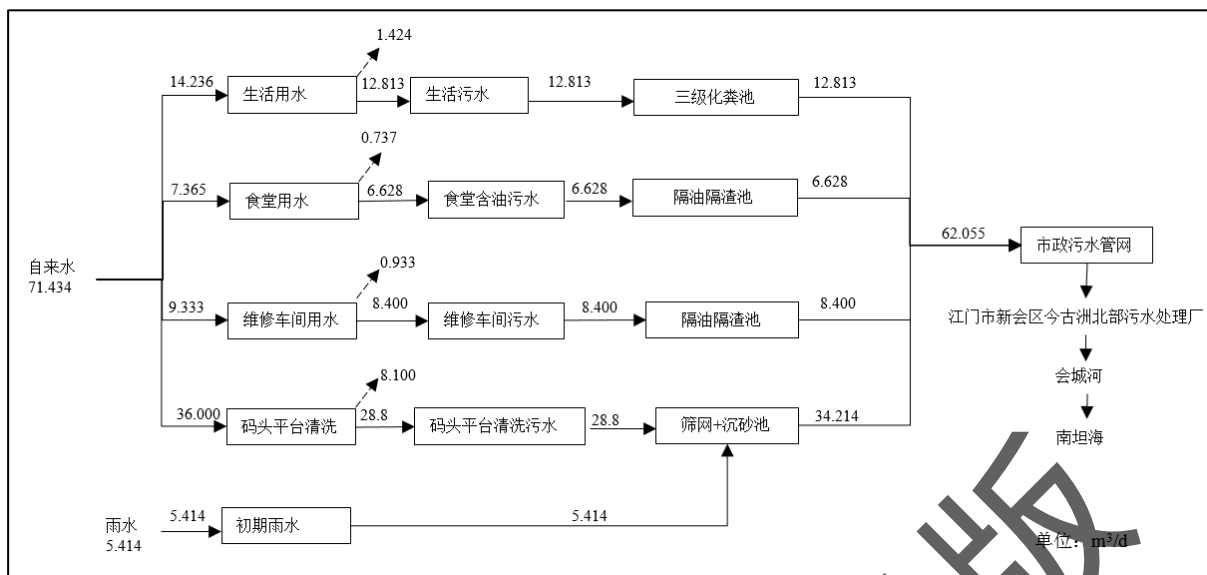 1.424
14.236
生活用水
12.813
生活污水
12.813
三级化粪池
12.813
0.737
7.365
食堂用水
6.628
食堂含油污水
6.628
隔油隔渣池
6.628
自来水
71.434
62.055
市政污水管网
0.933
9.333
维修车间用水
8.400
维修车间污水
8.400
隔油隔渣池
8.400
江门市新会区今古洲北部污水处理厂
会城河
南坦海
8.100
36.000
码头平台清洗
28.8
码头平台清洗污水
28.8
筛网+沉砂池
34.214
雨水
5.414
5.414
初期雨水
5.414
单位：m³/d
版